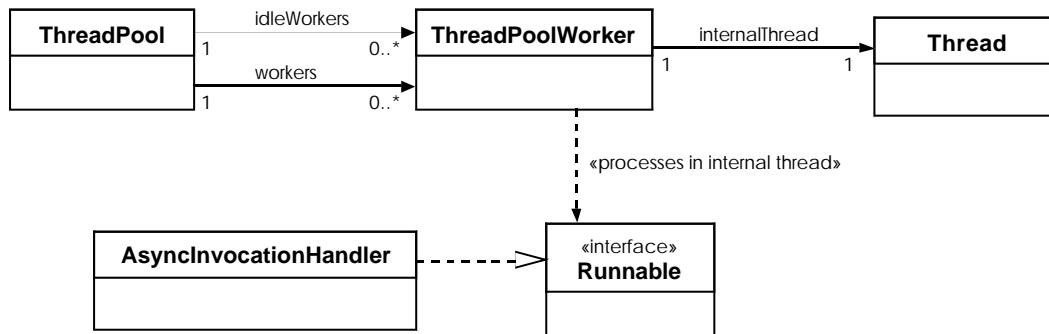 idleWorkers
ThreadPool
1
0..*
ThreadPoolWorker
internalThread
Thread
workers
1
0..*
1
1
«processes in internal thread»
AsyncInvocationHandler
«interface»
Runnable